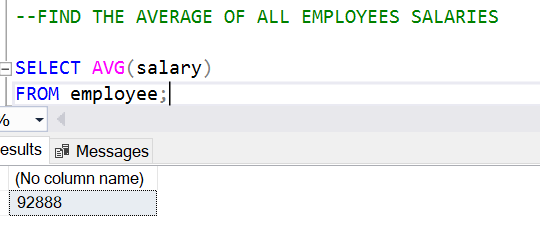 --FIND THE AVERAGE OF ALL EMPLOYEES SALARIES
SELECT AVG(salary)
FROM employee;
%
esults Messages
(No column name)
92888